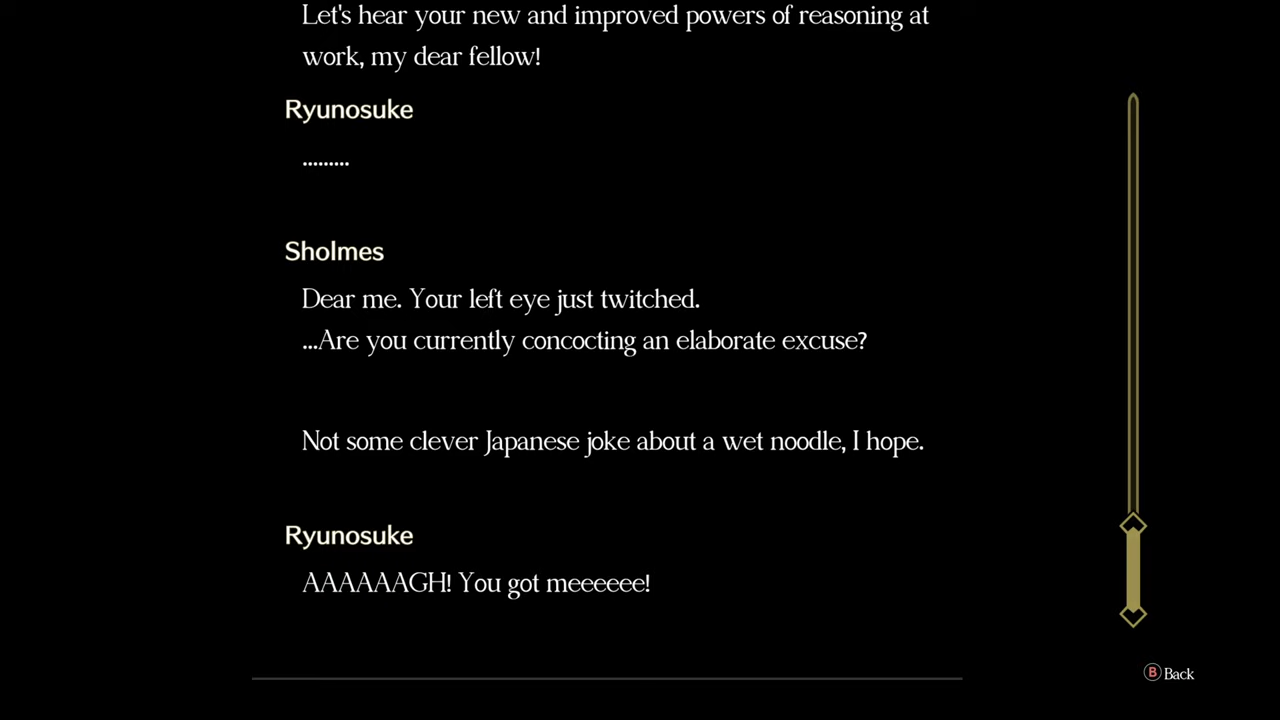 Let's hear your new and improved powers of reasoning at
work, my dear fellow!
Ryunosuke
.........
Sholmes
Dear me. Your left eye just twitched.
...Are you currently concocting an elaborate excuse?
Not some clever Japanese joke about a wet noodle, I hope.
Ryunosuke
AAAAAAGH! You got meeeeee!
B Back